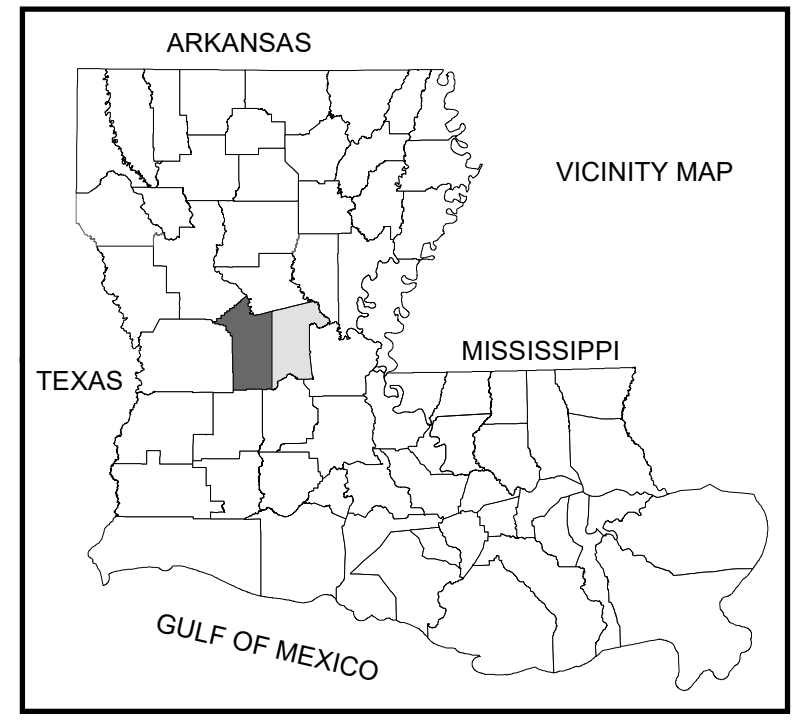 ARKANSAS
VICINITY MAP
MISSISSIPPI
TEXAS
GULF OF MEXICO